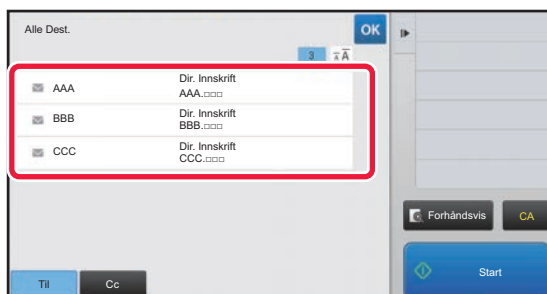 Alle Dest.
OK
3
AA
AAA
Dir. Innskrift
AAA.□□□
BBB
Dir. Innskrift
BBB.□□□
CCC
Dir. Innskrift
CCC.□□□
Forhåndsvis
CA
Start
Til
Cc